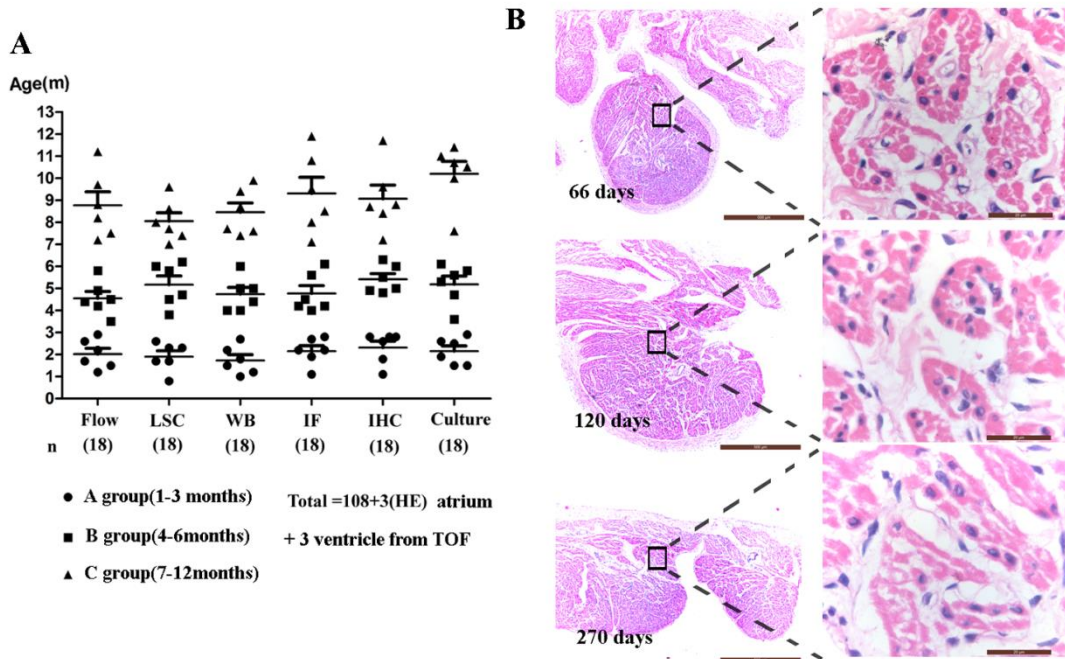 A
Age(m)
13
12
11
10
9
8
7
6
5
4
3
2
1
0
Flow LSC WB IF IHC Culture
n (18) (18) (18) (18) (18) (18)
A group(1-3 months)
B group(4-6months)
C group(7-12months)
Total =108+3(HE) atrium
+ 3 ventricle from TOF
B
66 days
120 days
270 days